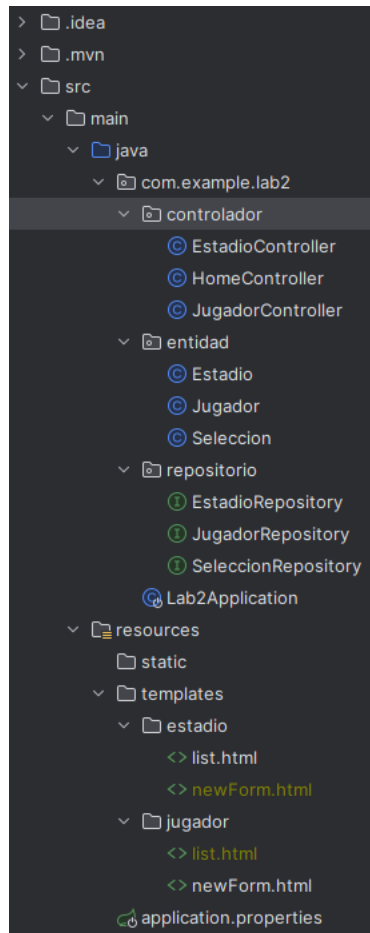 .idea
.mvn
src
main
java
com.example.lab2
controlador
EstadioController
HomeController
JugadorController
entidad
Estadio
Jugador
Seleccion
repositorio
EstadioRepository
JugadorRepository
SeleccionRepository
Lab2Application
resources
static
templates
estadio
list.html
newForm.html
jugador
list.html
newForm.html
application.properties